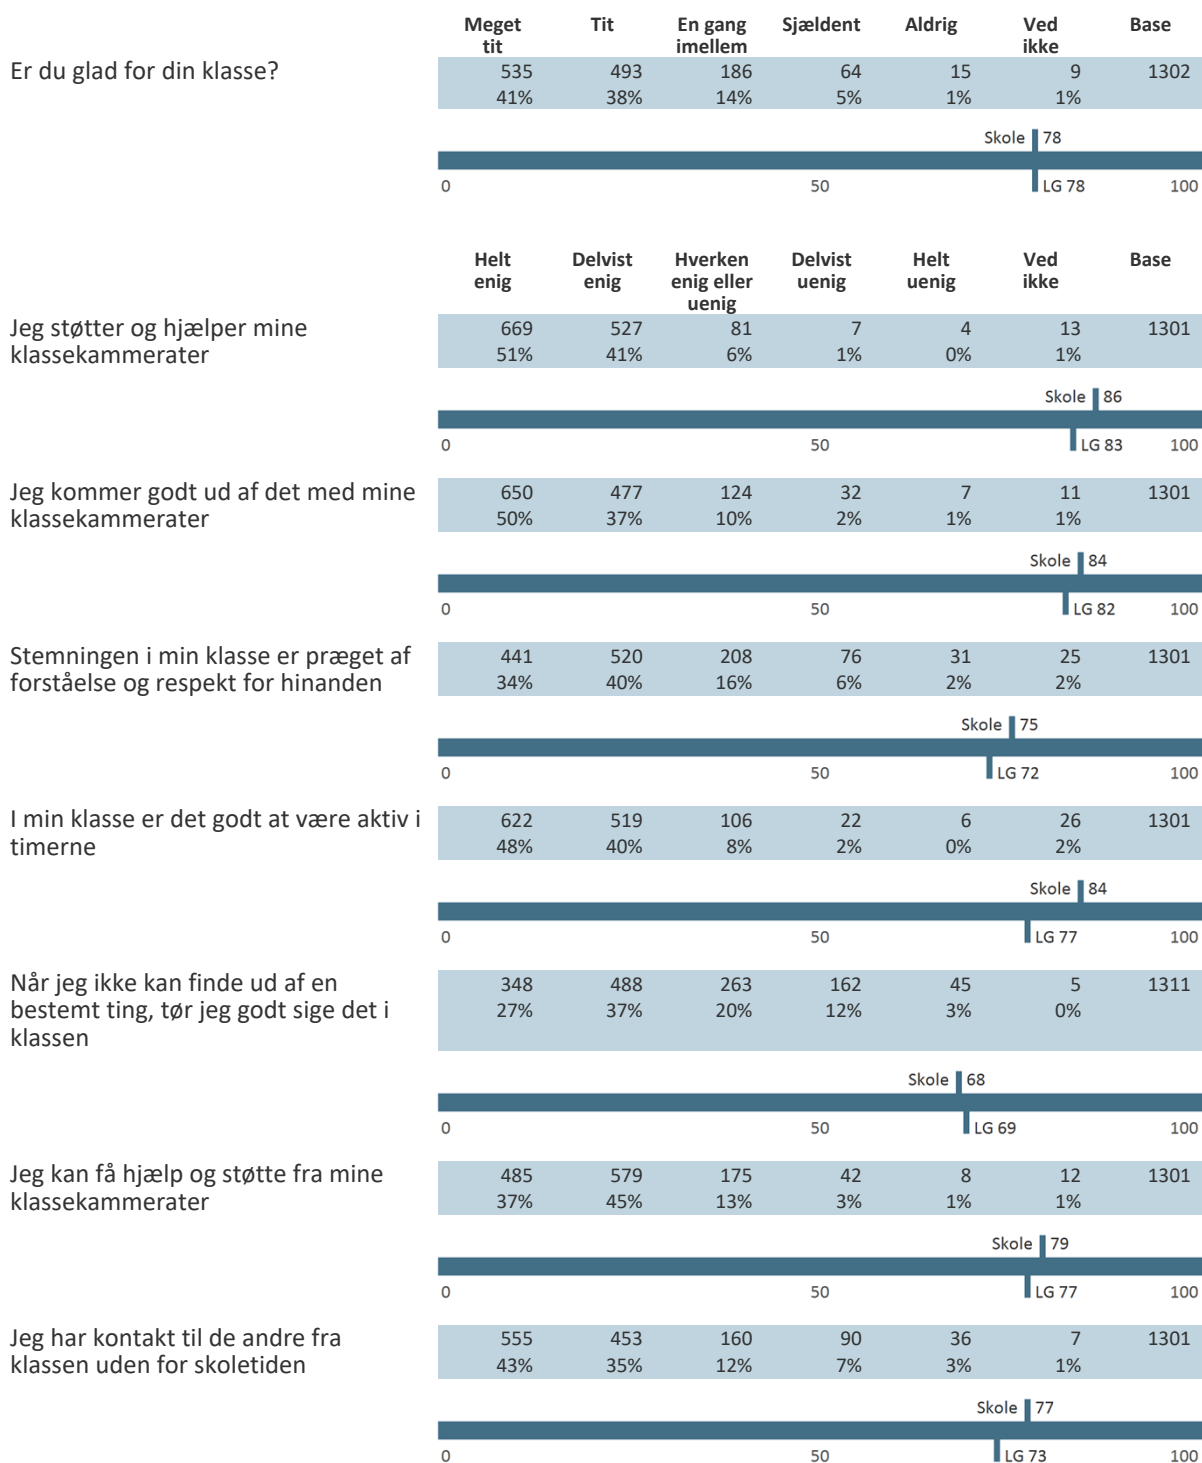 Meget Tit En gang Sjældent Aldrig Ved Base
tit imellem ikke
Er du glad for din klasse? 535 493 186 64 15 9 1302
41% 38% 14% 5% 1% 1%
Skole 78
0 50 LG 78 100
Helt Delvist Hverken Delvist Helt Ved Base
enig enig enig eller uenig uenig ikke
uenig
Jeg støtter og hjælper mine 669 527 81 7 4 13 1301
klassekammerater 51% 41% 6% 1% 0% 1%
Skole 86
0 50 LG 83 100
Jeg kommer godt ud af det med mine 650 477 124 32 7 11 1301
klassekammerater 50% 37% 10% 2% 1% 1%
Skole 84
0 50 LG 82 100
Stemningen i min klasse er præget af 441 520 208 76 31 25 1301
forståelse og respekt for hinanden 34% 40% 16% 6% 2% 2%
Skole 75
0 50 LG 72 100
I min klasse er det godt at være aktiv i 622 519 106 22 6 26 1301
timerne 48% 40% 8% 2% 0% 2%
Skole 84
0 50 LG 77 100
Når jeg ikke kan finde ud af en 348 488 263 162 45 5 1311
bestemt ting, tør jeg godt sige det i 27% 37% 20% 12% 3% 0%
klassen
Skole 68
0 50 LG 69 100
Jeg kan få hjælp og støtte fra mine 485 579 175 42 8 12 1301
klassekammerater 37% 45% 13% 3% 1% 1%
Skole 79
0 50 LG 77 100
Jeg har kontakt til de andre fra 555 453 160 90 36 7 1301
klassen uden for skoletiden 43% 35% 12% 7% 3% 1%
Skole 77
0 50 LG 73 100